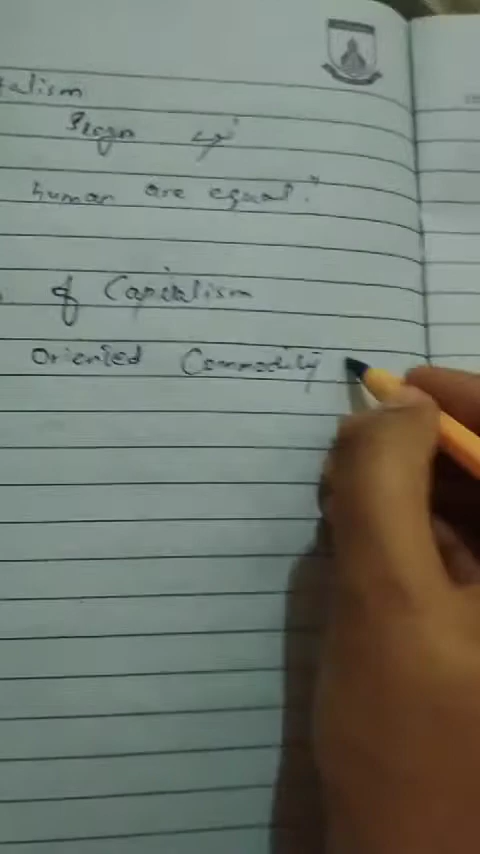 talism
human are equal."
of Capitalism
Oriented Commodity